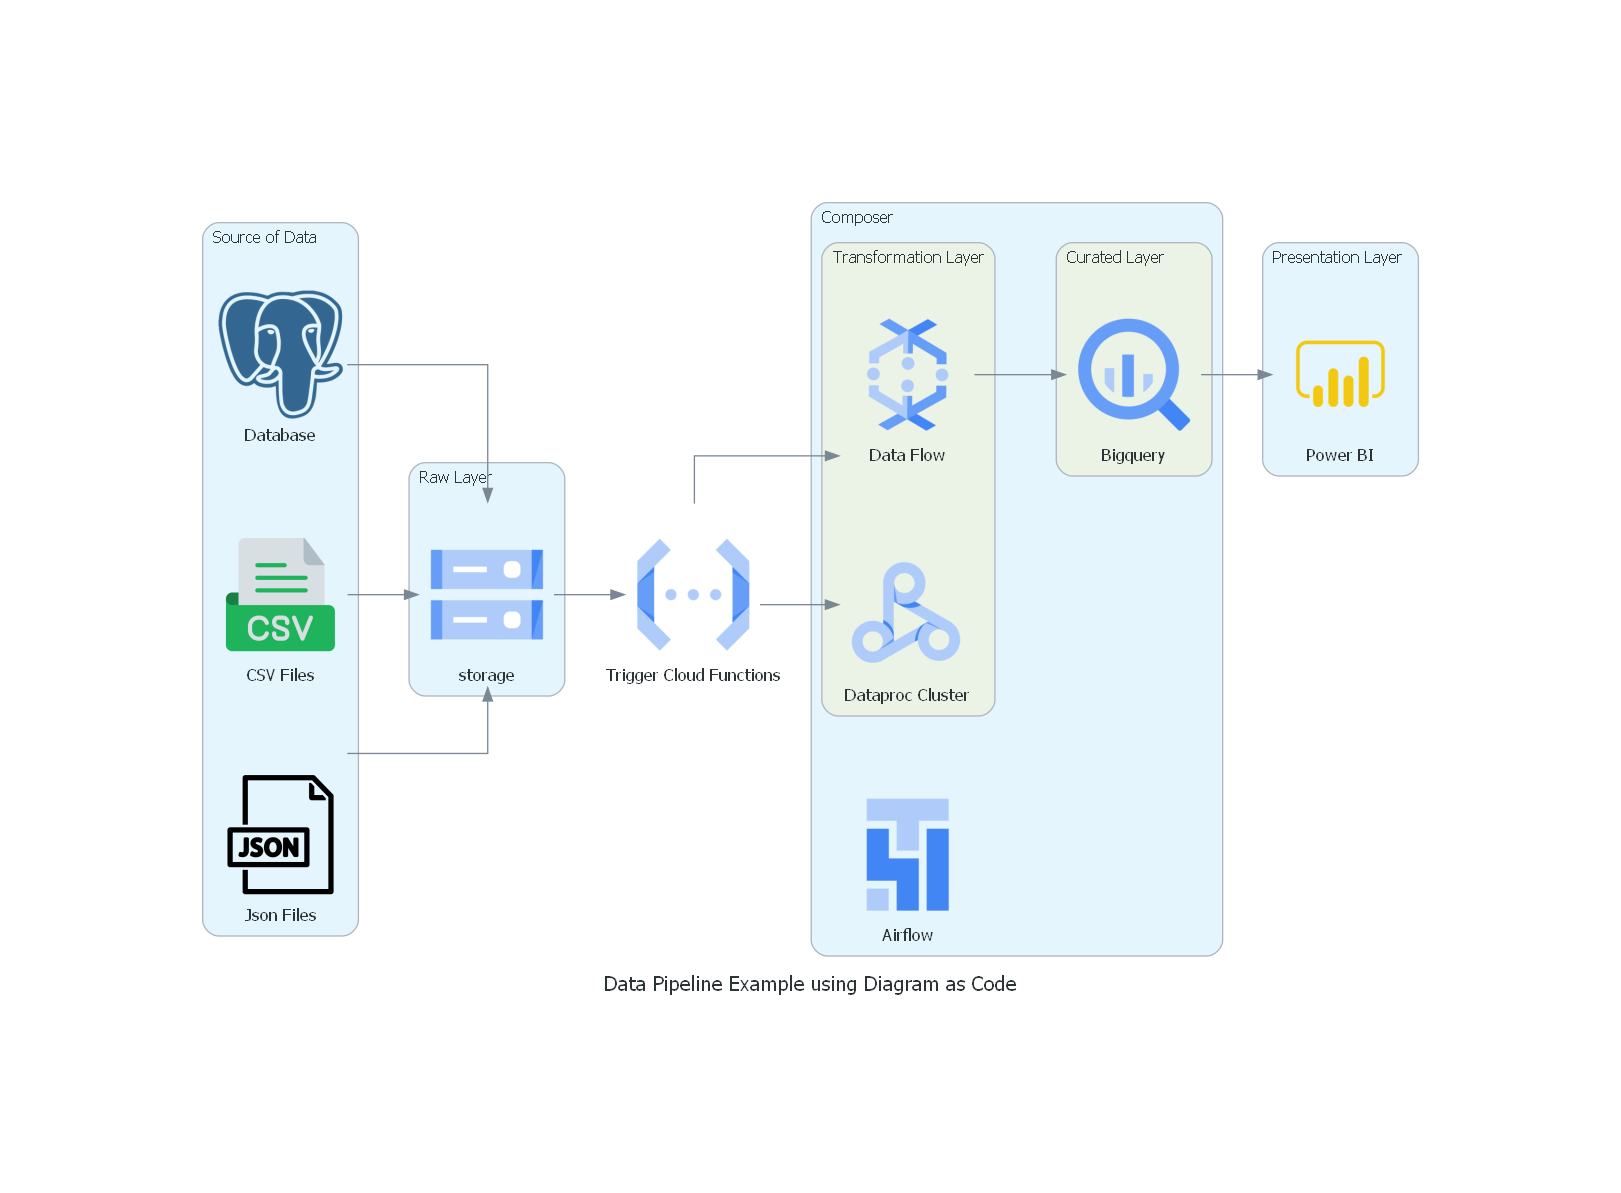 Source of Data
Database
CSV
CSV Files
JSON
Json Files
Raw Layer
storage
Trigger Cloud Functions
Composer
Transformation Layer
Data Flow
Dataproc Cluster
Airflow
Curated Layer
Bigquery
Presentation Layer
Power BI
Data Pipeline Example using Diagram as Code